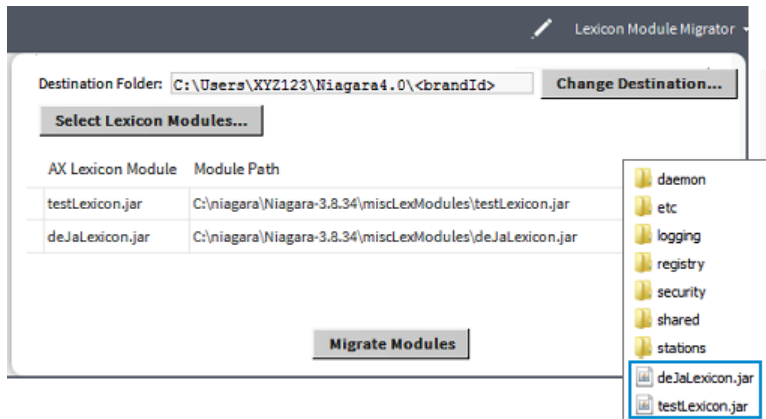 Lexicon Module Migrator
Destination Folder: C:\Users\XYZ123\Niagara4.0\<brandId> Change Destination...
Select Lexicon Modules...
AX Lexicon Module Module Path
testLexicon.jar C:\niagara\Niagara-3.8.34\miscLexModules\testLexicon.jar
deJaLexicon.jar C:\niagara\Niagara-3.8.34\miscLexModules\deJaLexicon.jar
Migrate Modules
daemon
etc
logging
registry
security
shared
stations
deJaLexicon.jar
testLexicon.jar